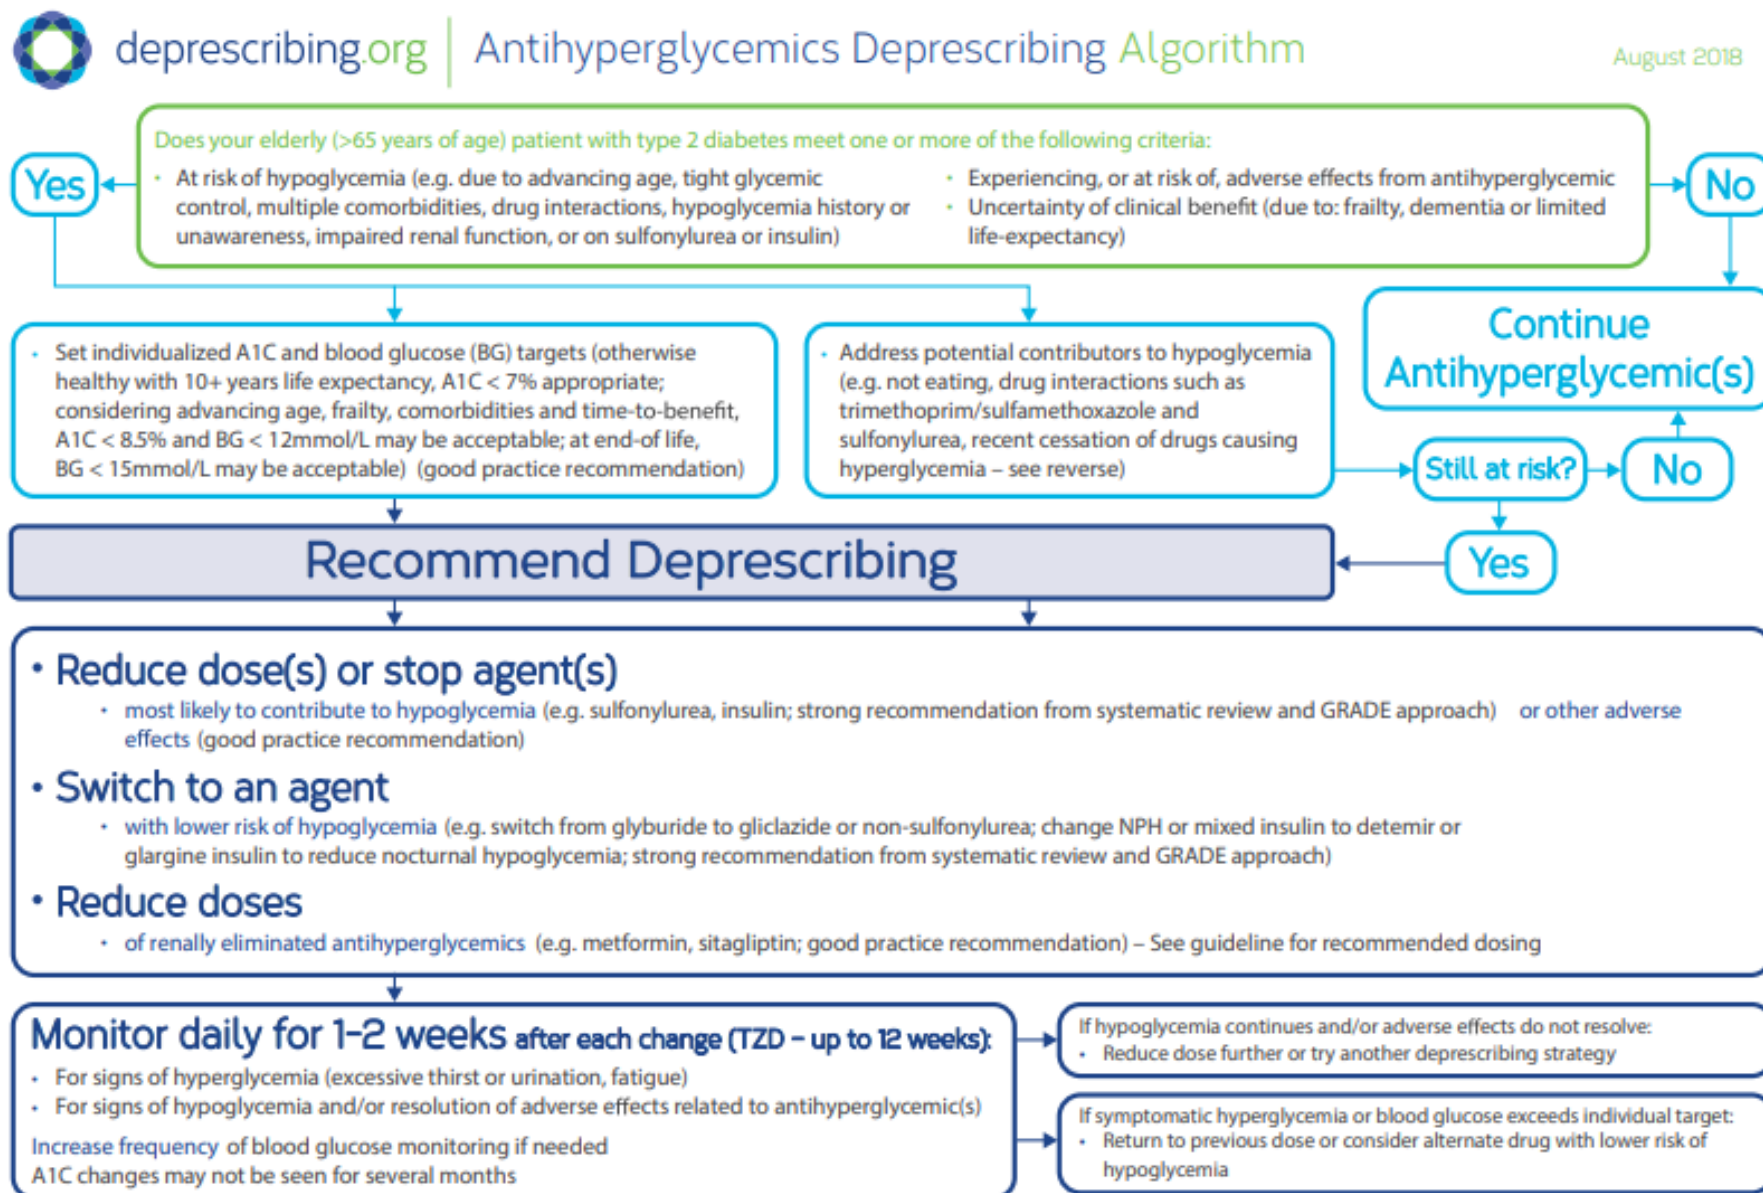 deprescribing.org | Antihyperglycemics Deprescribing Algorithm
August 2018
Does your elderly (>65 years of age) patient with type 2 diabetes meet one or more of the following criteria:
Yes
• At risk of hypoglycemia (e.g. due to advancing age, tight glycemic
control, multiple comorbidities, drug interactions, hypoglycemia history or
unawareness, impaired renal function, or on sulfonylurea or insulin)
• Experiencing, or at risk of, adverse effects from antihyperglycemic
• Uncertainty of clinical benefit (due to: frailty, dementia or limited
life-expectancy)
No
• Set individualized A1C and blood glucose (BG) targets (otherwise
healthy with 10+ years life expectancy, A1C < 7% appropriate;
considering advancing age, frailty, comorbidities and time-to-benefit,
A1C < 8.5% and BG < 12mmol/L may be acceptable; at end-of life,
BG < 15mmol/L may be acceptable) (good practice recommendation)
• Address potential contributors to hypoglycemia
(e.g. not eating, drug interactions such as
trimethoprim/sulfamethoxazole and
sulfonylurea, recent cessation of drugs causing
hyperglycemia – see reverse)
Continue
Antihyperglycemic(s)
Still at risk?
No
Yes
Recommend Deprescribing
• Reduce dose(s) or stop agent(s)
• most likely to contribute to hypoglycemia (e.g. sulfonylurea, insulin; strong recommendation from systematic review and GRADE approach) or other adverse
effects (good practice recommendation)
• Switch to an agent
• with lower risk of hypoglycemia (e.g. switch from glyburide to gliclazide or non-sulfonylurea; change NPH or mixed insulin to detemir or
glargine insulin to reduce nocturnal hypoglycemia; strong recommendation from systematic review and GRADE approach)
• Reduce doses
• of renally eliminated antihyperglycemics (e.g. metformin, sitagliptin; good practice recommendation) – See guideline for recommended dosing
Monitor daily for 1-2 weeks after each change (TZD – up to 12 weeks):
• For signs of hyperglycemia (excessive thirst or urination, fatigue)
• For signs of hypoglycemia and/or resolution of adverse effects related to antihyperglycemic(s)
Increase frequency of blood glucose monitoring if needed
A1C changes may not be seen for several months
If hypoglycemia continues and/or adverse effects do not resolve:
• Reduce dose further or try another deprescribing strategy
If symptomatic hyperglycemia or blood glucose exceeds individual target:
• Return to previous dose or consider alternate drug with lower risk of
hypoglycemia